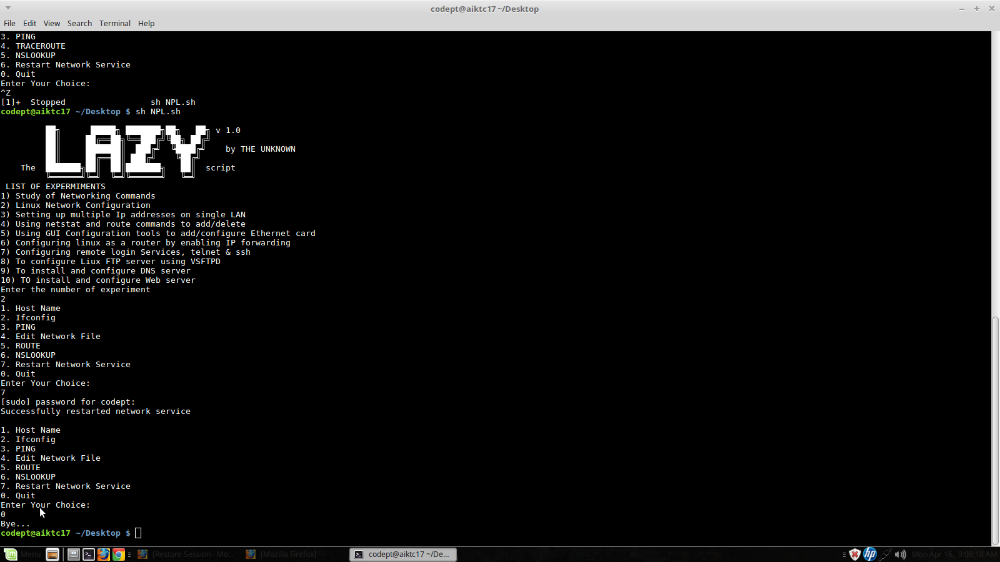 codept@aiktc17 ~/Desktop
File Edit View Search Terminal Help
3. PING
4. TRACEROUTE
5. NSLOOKUP
6. Restart Network Service
0. Quit
Enter Your Choice:
^Z
[1]+  Stopped                 sh NPL.sh
codept@aiktc17 ~/Desktop $ sh NPL.sh
LAZY v 1.0
by THE UNKNOWN
The script
LIST OF EXPERMIMENTS
1) Study of Networking Commands
2) Linux Network Configuration
3) Setting up multiple Ip addresses on single LAN
4) Using netstat and route commands to add/delete
5) Using GUI Configuration tools to add/configure Ethernet card
6) Configuring linux as a router by enabling IP forwarding
7) Configuring remote login Services, telnet & ssh
8) To configure Liux FTP server using VSFTPD
9) To install and configure DNS server
10) TO install and configure Web server
Enter the number of experiment
2
1. Host Name
2. Ifconfig
3. PING
4. Edit Network File
5. ROUTE
6. NSLOOKUP
7. Restart Network Service
0. Quit
Enter Your Choice:
7
[sudo] password for codept:
Successfully restarted network service
1. Host Name
2. Ifconfig
3. PING
4. Edit Network File
5. ROUTE
6. NSLOOKUP
7. Restart Network Service
0. Quit
Enter Your Choice:
0
Bye...
codept@aiktc17 ~/Desktop $
Menu [Restore Session - Mo... [Mozilla Firefox] codept@aiktc17 ~/De... hp Mon Apr 16, 9:08:18 AM